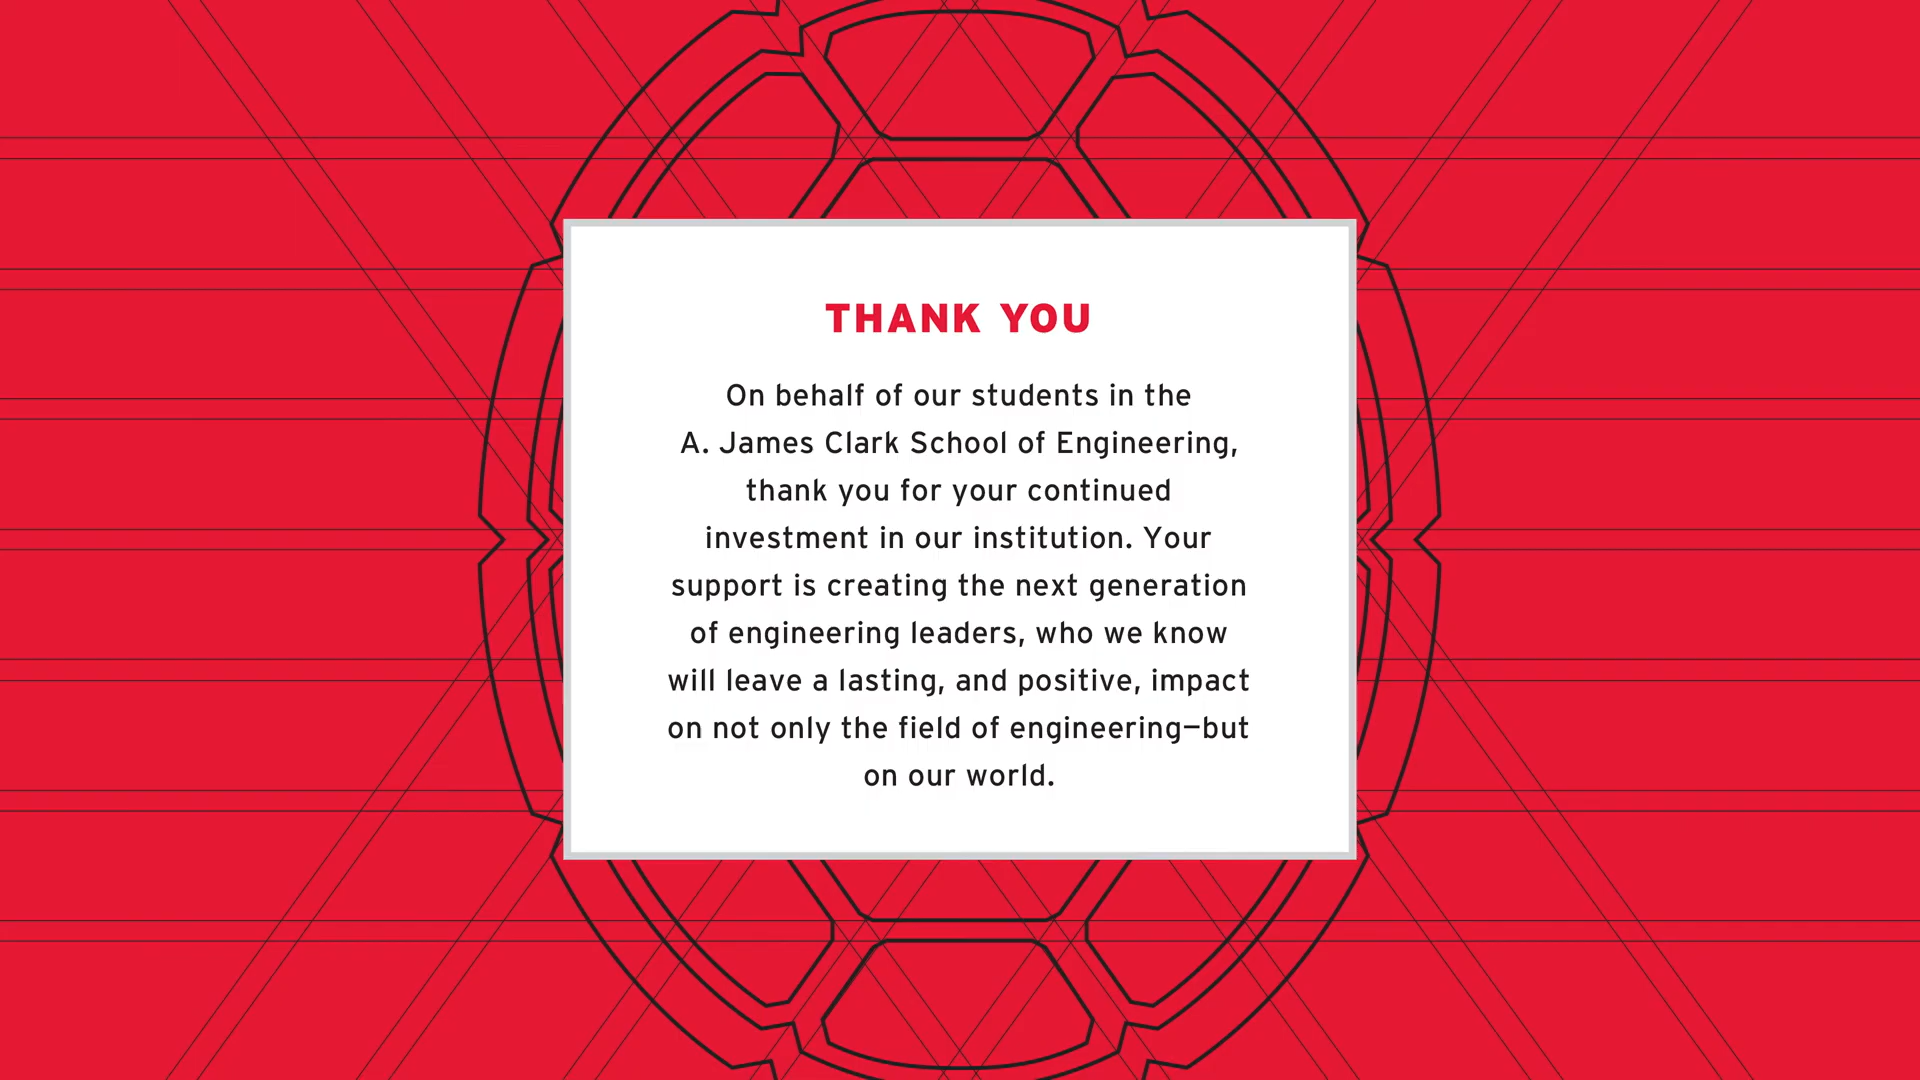 THANK YOU
On behalf of our students in the
A. James Clark School of Engineering,
thank you for your continued
investment in our institution. Your
support is creating the next generation
of engineering leaders, who we know
will leave a lasting, and positive, impact
on not only the field of engineering—but
on our world.